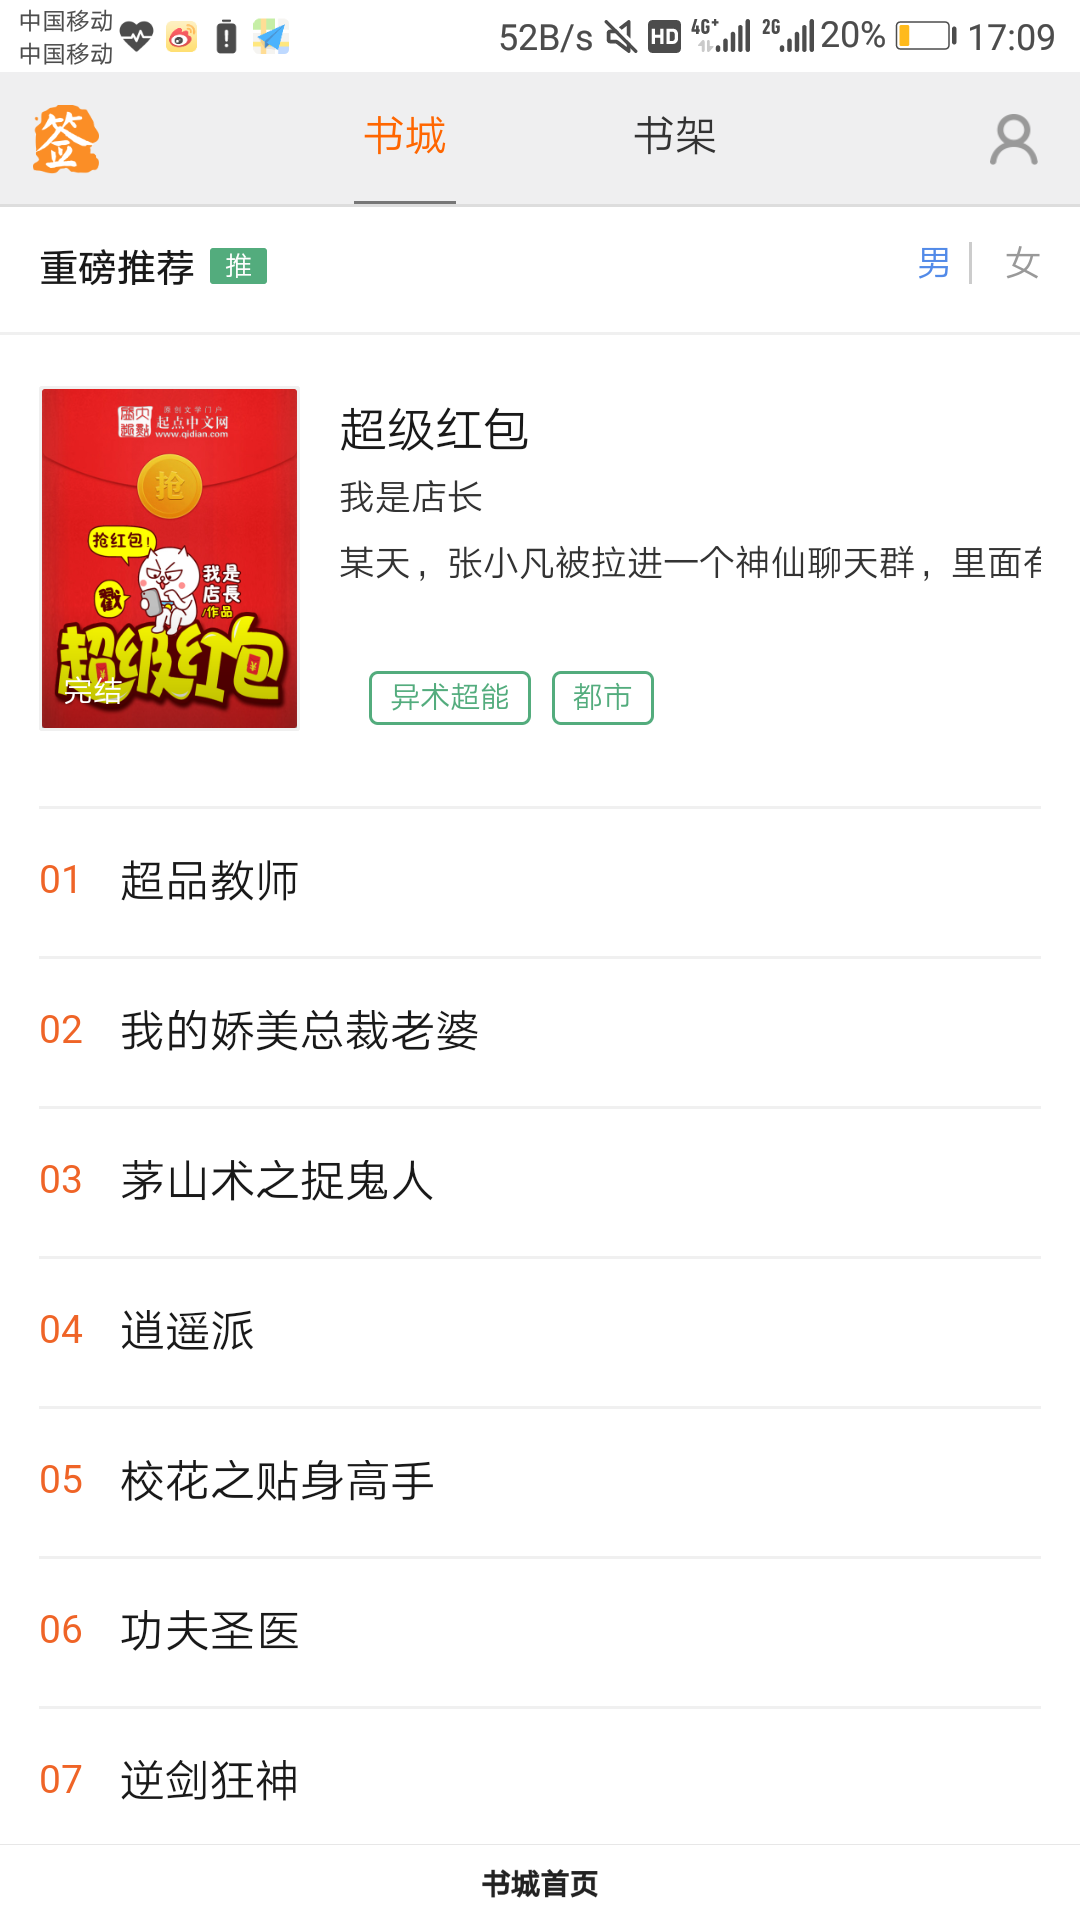 中国移动
中国移动
52B/s HD 4G+ 2G 20% 17:09
签 书城 书架
重磅推荐 推 男 女
原创文学门户
起点中文网
www.qidian.com
抢
抢红包!
戳
我是
店長
/作品
超级红包
完结
超级红包
我是店长
某天，张小凡被拉进一个神仙聊天群，里面有
异术超能 都市
01 超品教师
02 我的娇美总裁老婆
03 茅山术之捉鬼人
04 逍遥派
05 校花之贴身高手
06 功夫圣医
07 逆剑狂神
书城首页